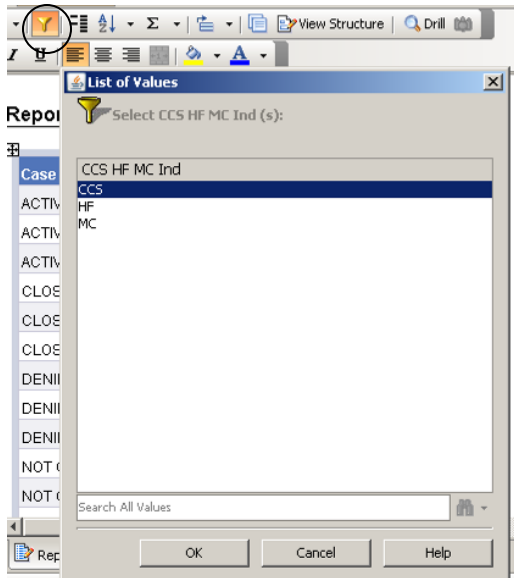 View Structure Drill
I U A
List of Values
Select CCS HF MC Ind (s):
Repo
CCS HF MC Ind
Case
CCS
ACTIV
HF
MC
ACTIV
ACTIV
CLOS
CLOS
CLOS
DENI
DENI
DENI
NOT
NOT
Search All Values
Rep
OK Cancel Help